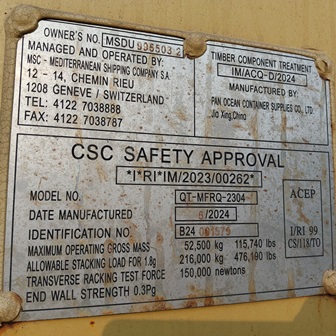 OWNER'S NO. MSDU 995503 2
MANAGED AND OPERATED BY:
MSC - MEDITERRANEAN SHIPPING COMPANY S.A.
12 - 14, CHEMIN RIEU
1208 GENEVE / SWITZERLAND
TEL: 4122 7038888
FAX: 4122 7038787
TIMBER COMPONENT TREATMENT
IM/ACQ-D/2024
MANUFACTURED BY:
PAN OCEAN CONTAINER SUPPLIES CO., LTD
Jia Xing, China
CSC SAFETY APPROVAL
*I*RI*IM/2023/00262*
MODEL NO. QT-MFRQ-2304
DATE MANUFACTURED 6/2024
IDENTIFICATION NO. B24
MAXIMUM OPERATING GROSS MASS 52,500 kg 115,740 lbs
ALLOWABLE STACKING LOAD FOR 1.8g 216,000 kg 476,190 lbs
TRANSVERSE RACKING TEST FORCE 150,000 newtons
END WALL STRENGTH 0.3Pg
ACEP
I/RI 99
CS/118/TO